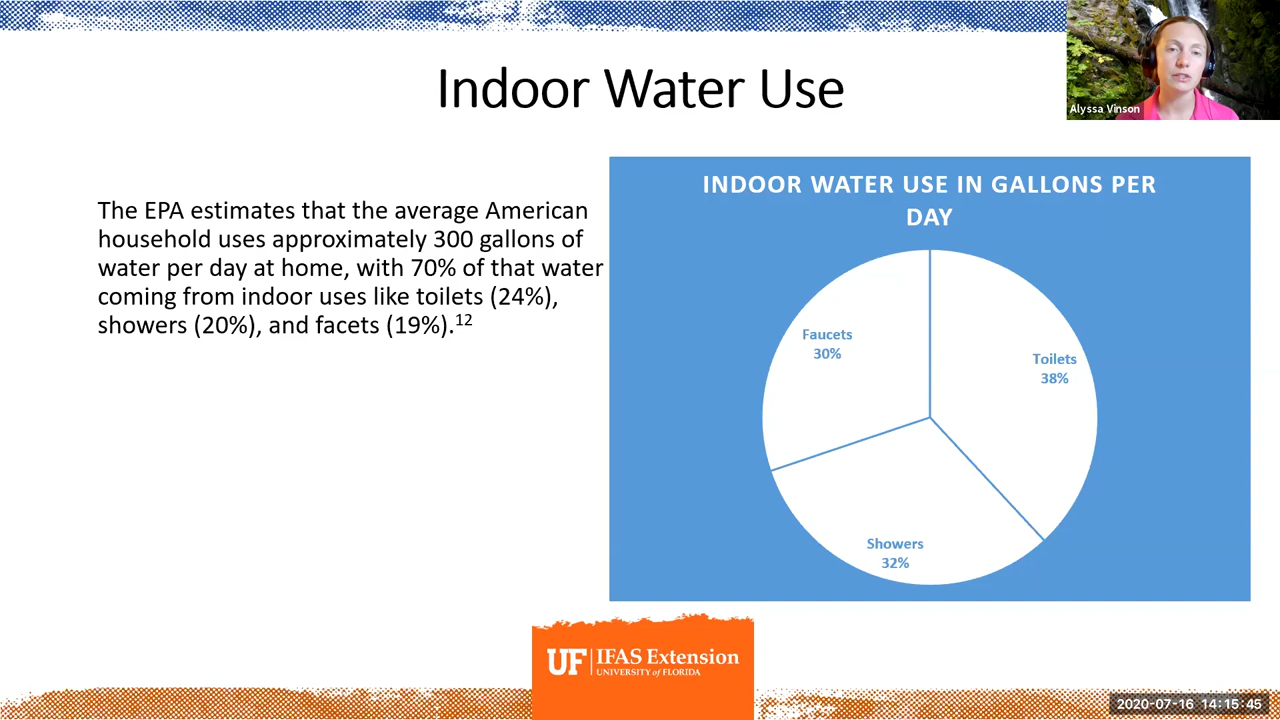 Indoor Water Use
Alyssa Vinson
The EPA estimates that the average American
household uses approximately 300 gallons of
water per day at home, with 70% of that water
coming from indoor uses like toilets (24%),
showers (20%), and facets (19%).12
INDOOR WATER USE IN GALLONS PER
DAY
Faucets
30%
Toilets
38%
Showers
32%
UF IFAS Extension
UNIVERSITY of FLORIDA
2020-07-16 14:15:45